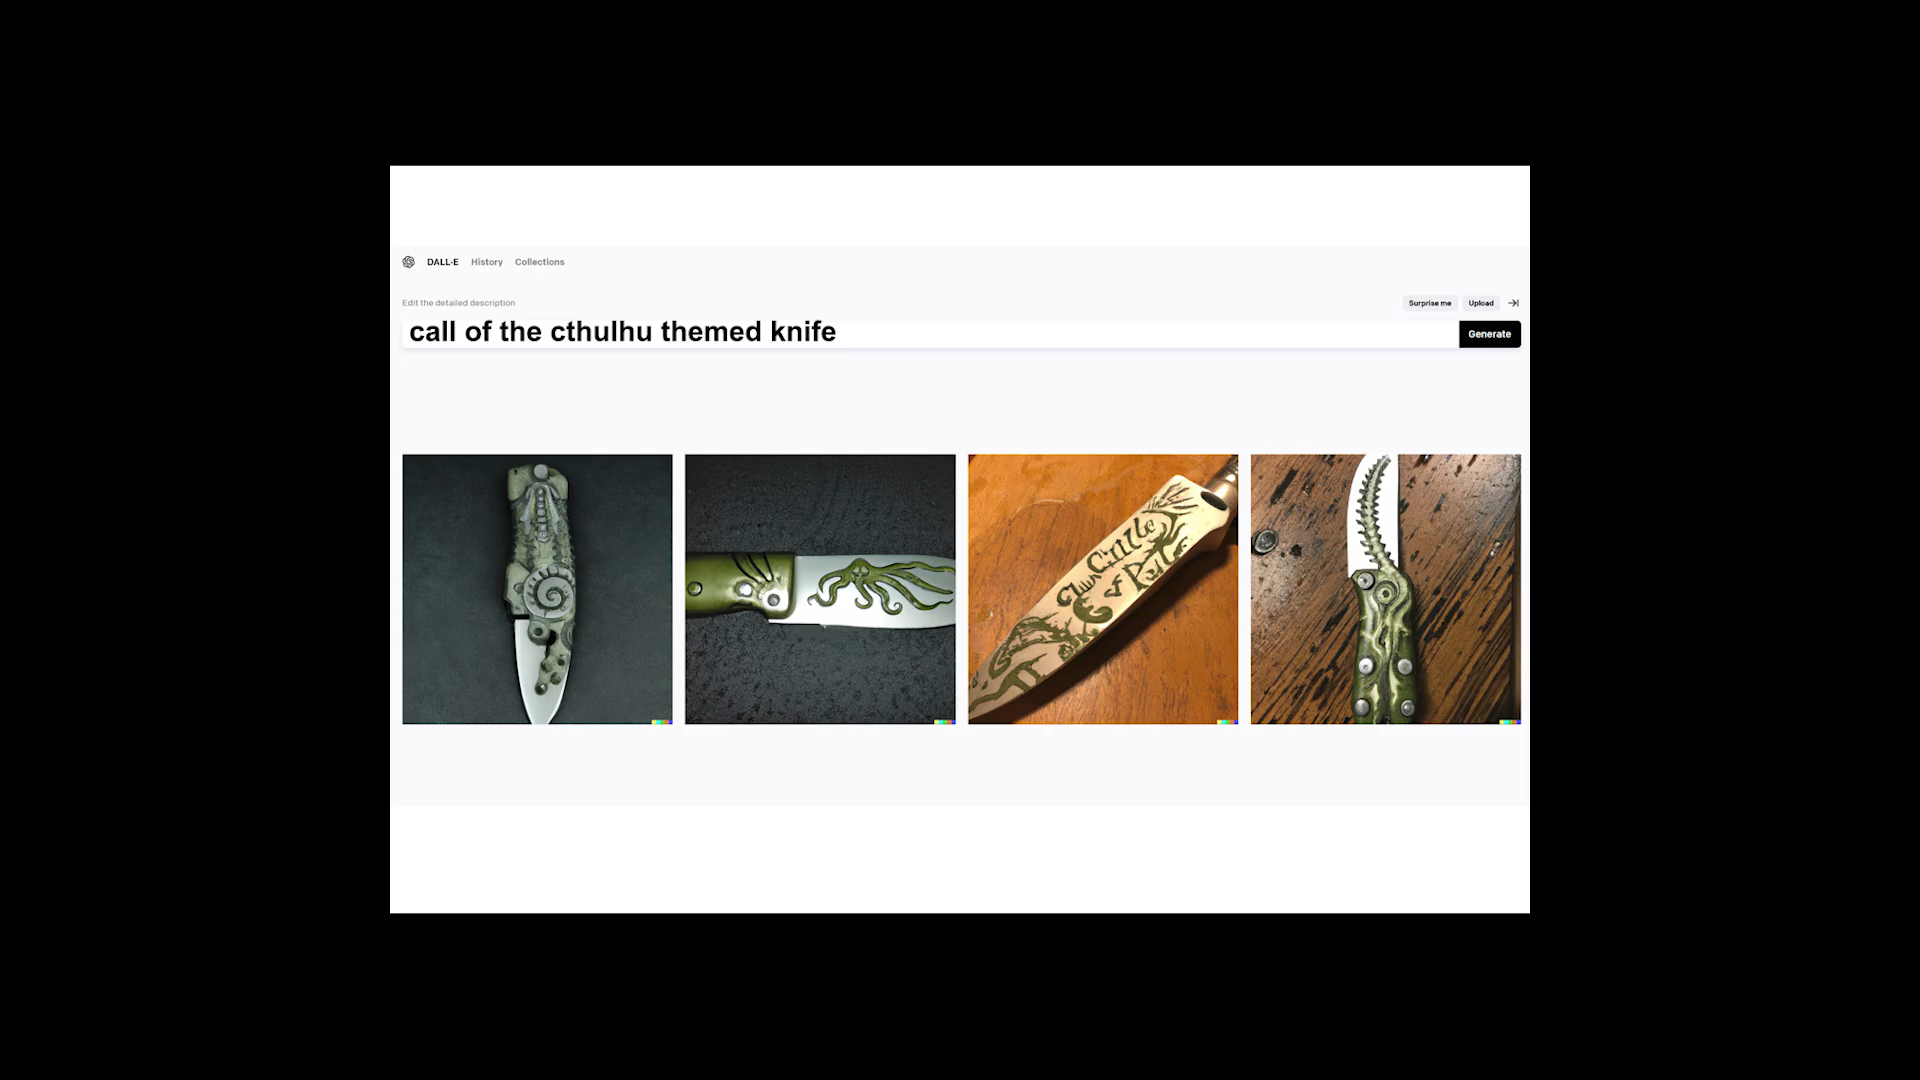 DALL·E History Collections
Edit the detailed description
Surprise me Upload
call of the cthulhu themed knife
Generate